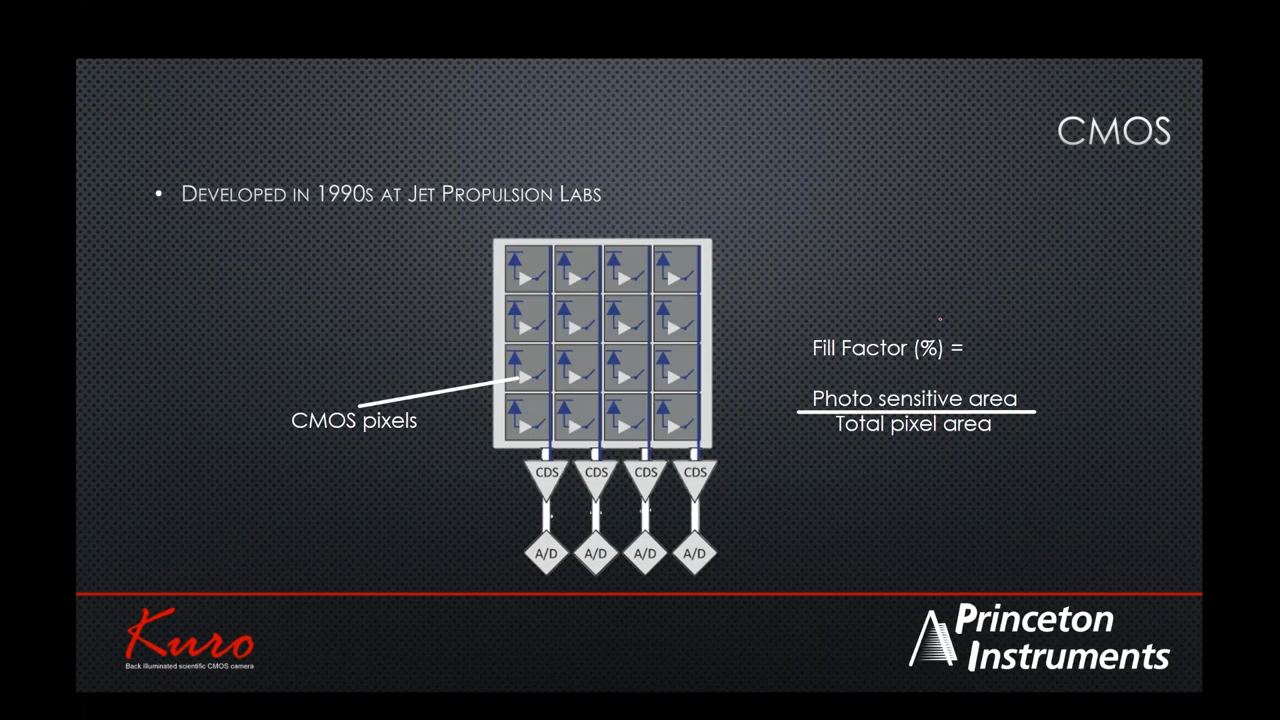 CMOS
• Developed in 1990s at Jet Propulsion Labs
Fill Factor (%) =
Photo sensitive area
Total pixel area
CMOS pixels
CDS CDS CDS CDS
A/D A/D A/D A/D
Kuro
Back Illuminated scientific CMOS camera
Princeton
Instruments